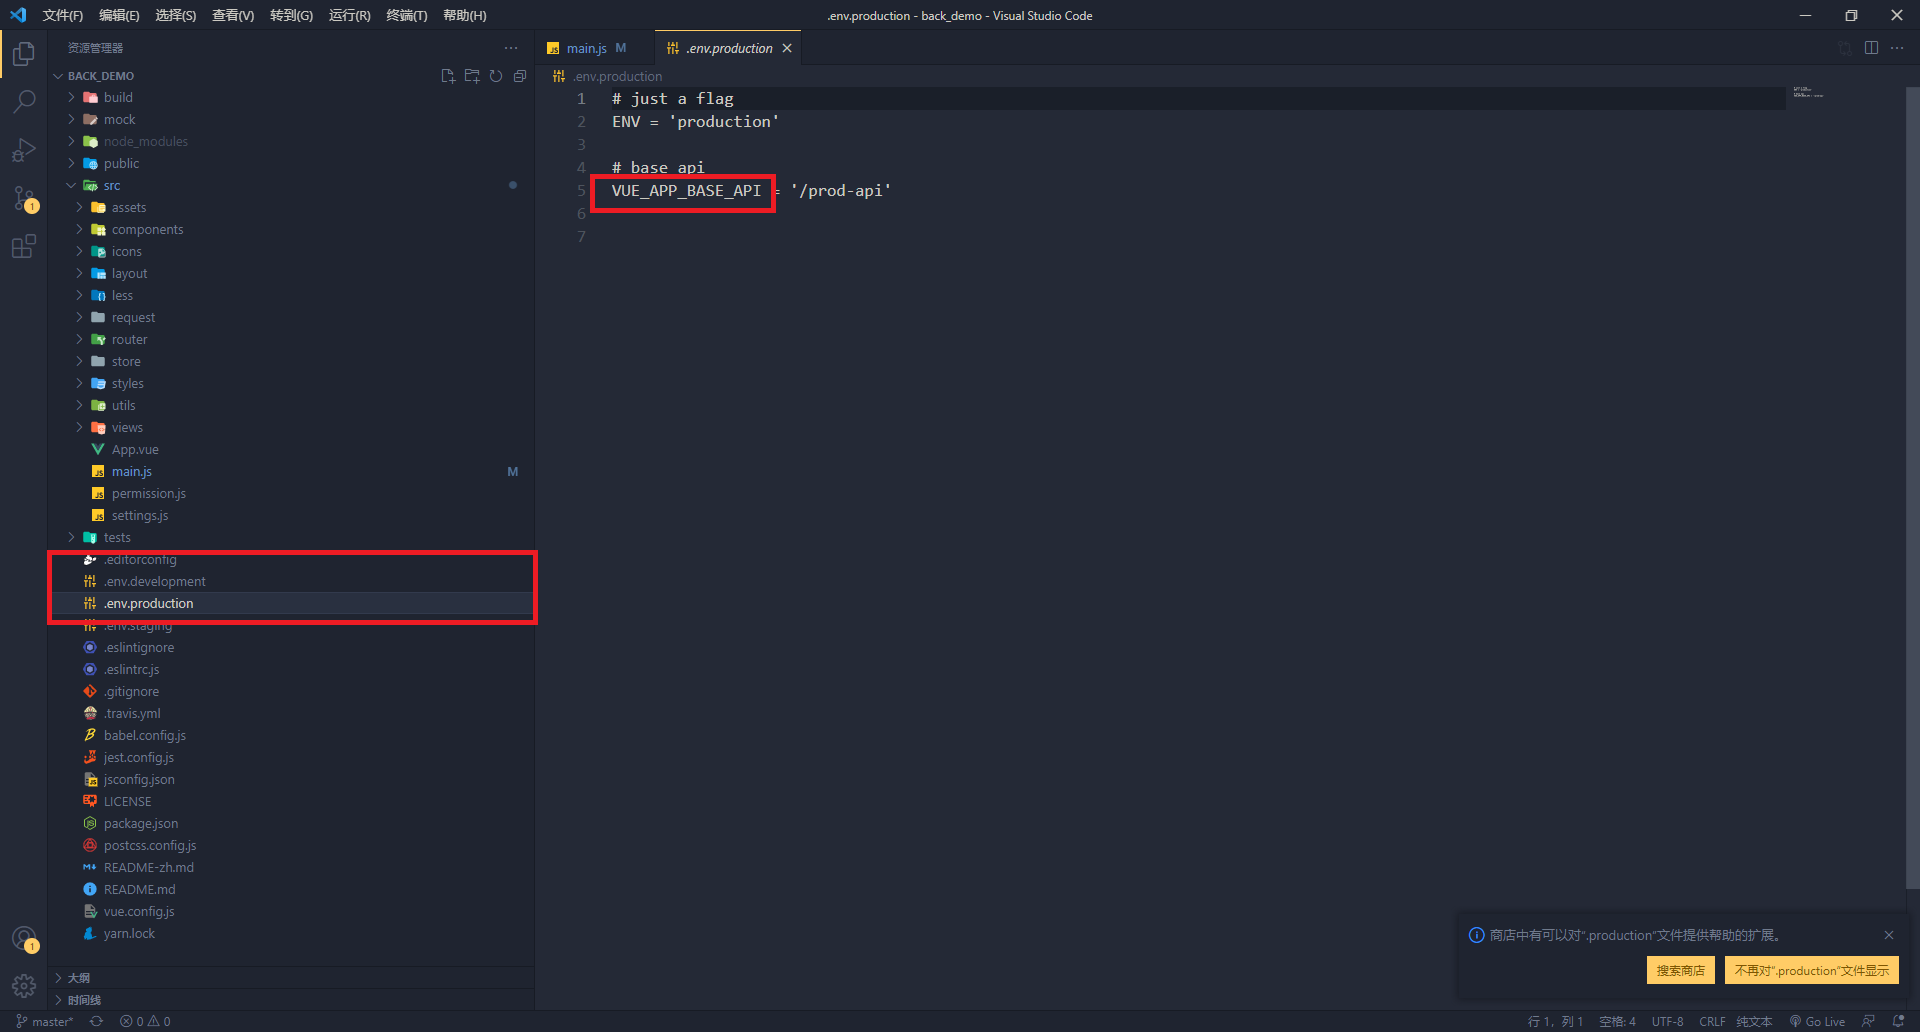 文件(F) 编辑(E) 选择(S) 查看(V) 转到(G) 运行(R) 终端(T) 帮助(H)
.env.production - back_demo - Visual Studio Code
资源管理器
BACK_DEMO
build
mock
node_modules
public
src
assets
components
icons
layout
less
request
router
store
styles
utils
views
App.vue
main.js M
permission.js
settings.js
tests
.editorconfig
.env.development
.env.production
.env.staging
.eslintignore
.eslintrc.js
.gitignore
.travis.yml
babel.config.js
jest.config.js
jsconfig.json
LICENSE
package.json
postcss.config.js
README-zh.md
README.md
vue.config.js
yarn.lock
大纲
时间线
1
1
main.js M
.env.production
.env.production
1 # just a flag
2 ENV = 'production'
3
4 # base api
5 VUE_APP_BASE_API = '/prod-api'
6
7
商店中有可以对".production"文件提供帮助的扩展。
搜索商店
不再对".production"文件显示
master* 0 0
行 1，列 1 空格: 4 UTF-8 CRLF 纯文本 Go Live